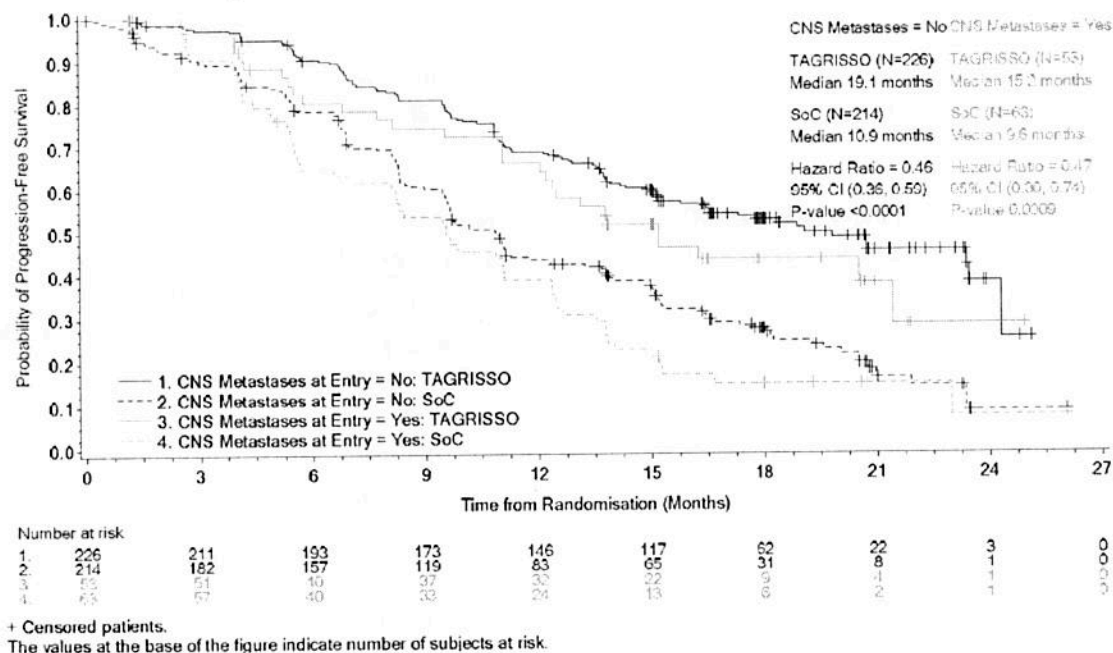 Probability of Progression-Free Survival
1.0
0.9
0.8
0.7
0.6
0.5
0.4
0.3
0.2
0.1
0.0
CNS Metastases = No CNS Metastases = Yes
TAGRISSO (N=226) TAGRISSO (N=53)
Median 19.1 months Median 15.2 months
SoC (N=214) SoC (N=63)
Median 10.9 months Median 9.6 months
Hazard Ratio = 0.46 Hazard Ratio = 0.47
95% CI (0.36, 0.59) 95% CI (0.30, 0.74)
P-value <0.0001 P-value 0.0009
1. CNS Metastases at Entry = No: TAGRISSO
2. CNS Metastases at Entry = No: SoC
3. CNS Metastases at Entry = Yes: TAGRISSO
4. CNS Metastases at Entry = Yes: SoC
0 3 6 9 12 15 18 21 24 27
Time from Randomisation (Months)
Number at risk
1. 226 211 193 173 146 117 62 22 3 0
2. 214 182 157 119 83 65 31 8 1 0
3. 53 51 40 37 32 22 9 4 1 0
4. 63 57 40 33 24 13 6 2 1 0
+ Censored patients.
The values at the base of the figure indicate number of subjects at risk.